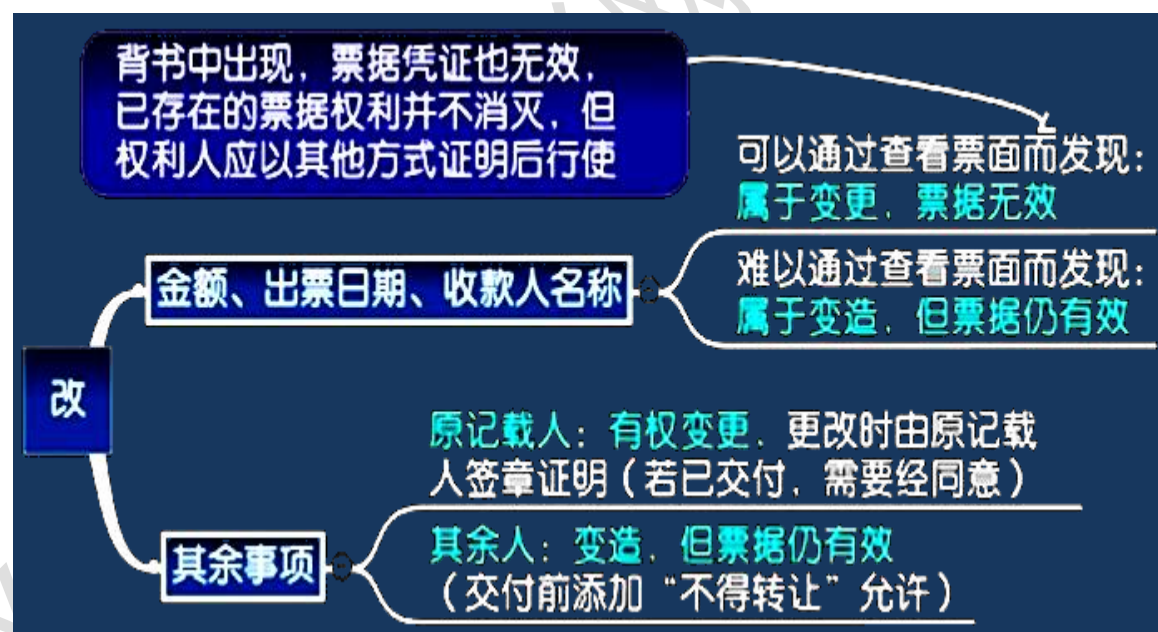 背书中出现，票据凭证也无效，
已存在的票据权利并不消灭，但
权利人应以其他方式证明后行使
可以通过查看票面而发现：
属于变更，票据无效
金额、出票日期、收款人名称
难以通过查看票面而发现：
属于变造，但票据仍有效
改
原记载人：有权变更，更改时由原记载
人签章证明（若已交付，需要经同意）
其余事项
其余人：变造，但票据仍有效
（交付前添加“不得转让”允许）